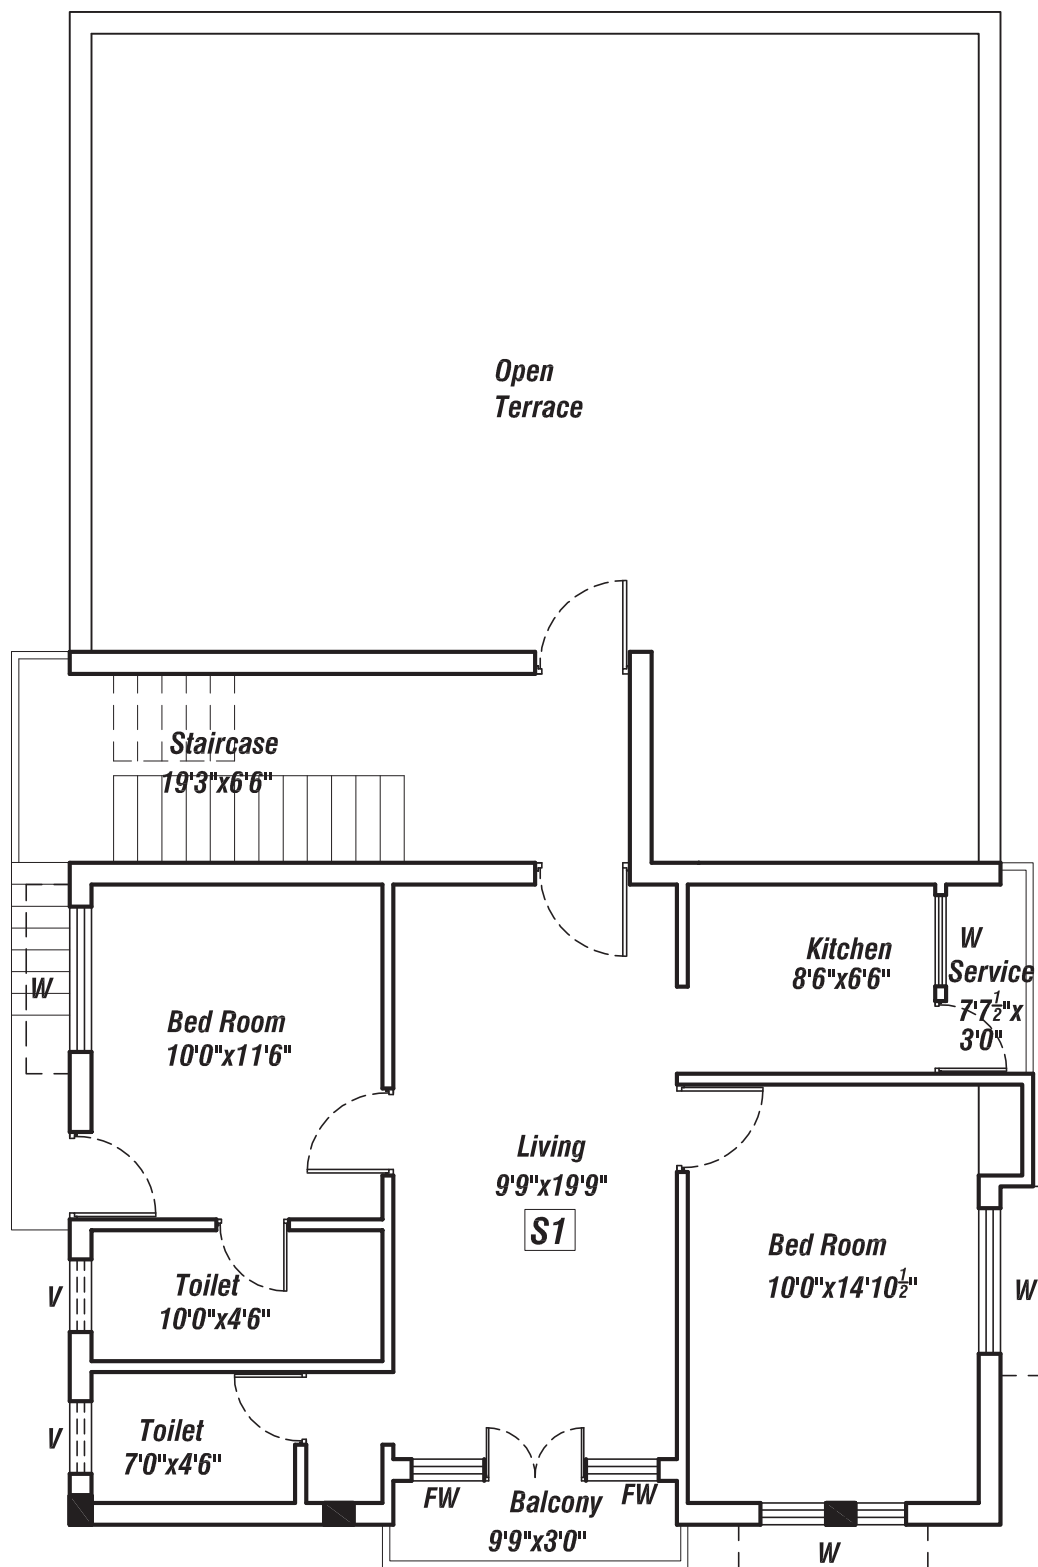 Open
Terrace
Staircase
19'3"x6'6"
W
Kitchen
8'6"x6'6"
W
Service
7'7½"x
3'0"
Bed Room
10'0"x11'6"
Living
9'9"x19'9"
S1
Bed Room
10'0"x14'10½"
W
V
Toilet
10'0"x4'6"
V
Toilet
7'0"x4'6"
FW
Balcony
9'9"x3'0"
FW
W